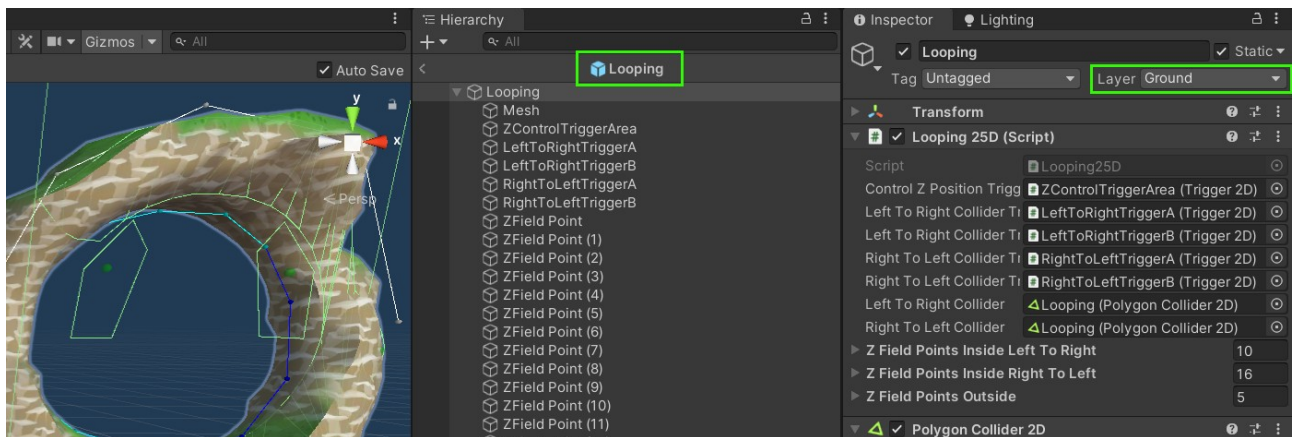 Hierarchy
Inspector
Lighting
Gizmos
All
All
Looping
Static
Auto Save
Looping
Tag Untagged
Layer Ground
Looping
Mesh
ZControlTriggerArea
LeftToRightTriggerA
LeftToRightTriggerB
RightToLeftTriggerA
RightToLeftTriggerB
ZField Point
ZField Point (1)
ZField Point (2)
ZField Point (3)
ZField Point (4)
ZField Point (5)
ZField Point (6)
ZField Point (7)
ZField Point (8)
ZField Point (9)
ZField Point (10)
ZField Point (11)
y
x
Persp
Transform
Looping 25D (Script)
Script Looping25D
Control Z Position Trigg ZControlTriggerArea (Trigger 2D)
Left To Right Collider Tr LeftToRightTriggerA (Trigger 2D)
Left To Right Collider Tr LeftToRightTriggerB (Trigger 2D)
Right To Left Collider Tr RightToLeftTriggerA (Trigger 2D)
Right To Left Collider Tr RightToLeftTriggerB (Trigger 2D)
Left To Right Collider Looping (Polygon Collider 2D)
Right To Left Collider Looping (Polygon Collider 2D)
Z Field Points Inside Left To Right 10
Z Field Points Inside Right To Left 16
Z Field Points Outside 5
Polygon Collider 2D